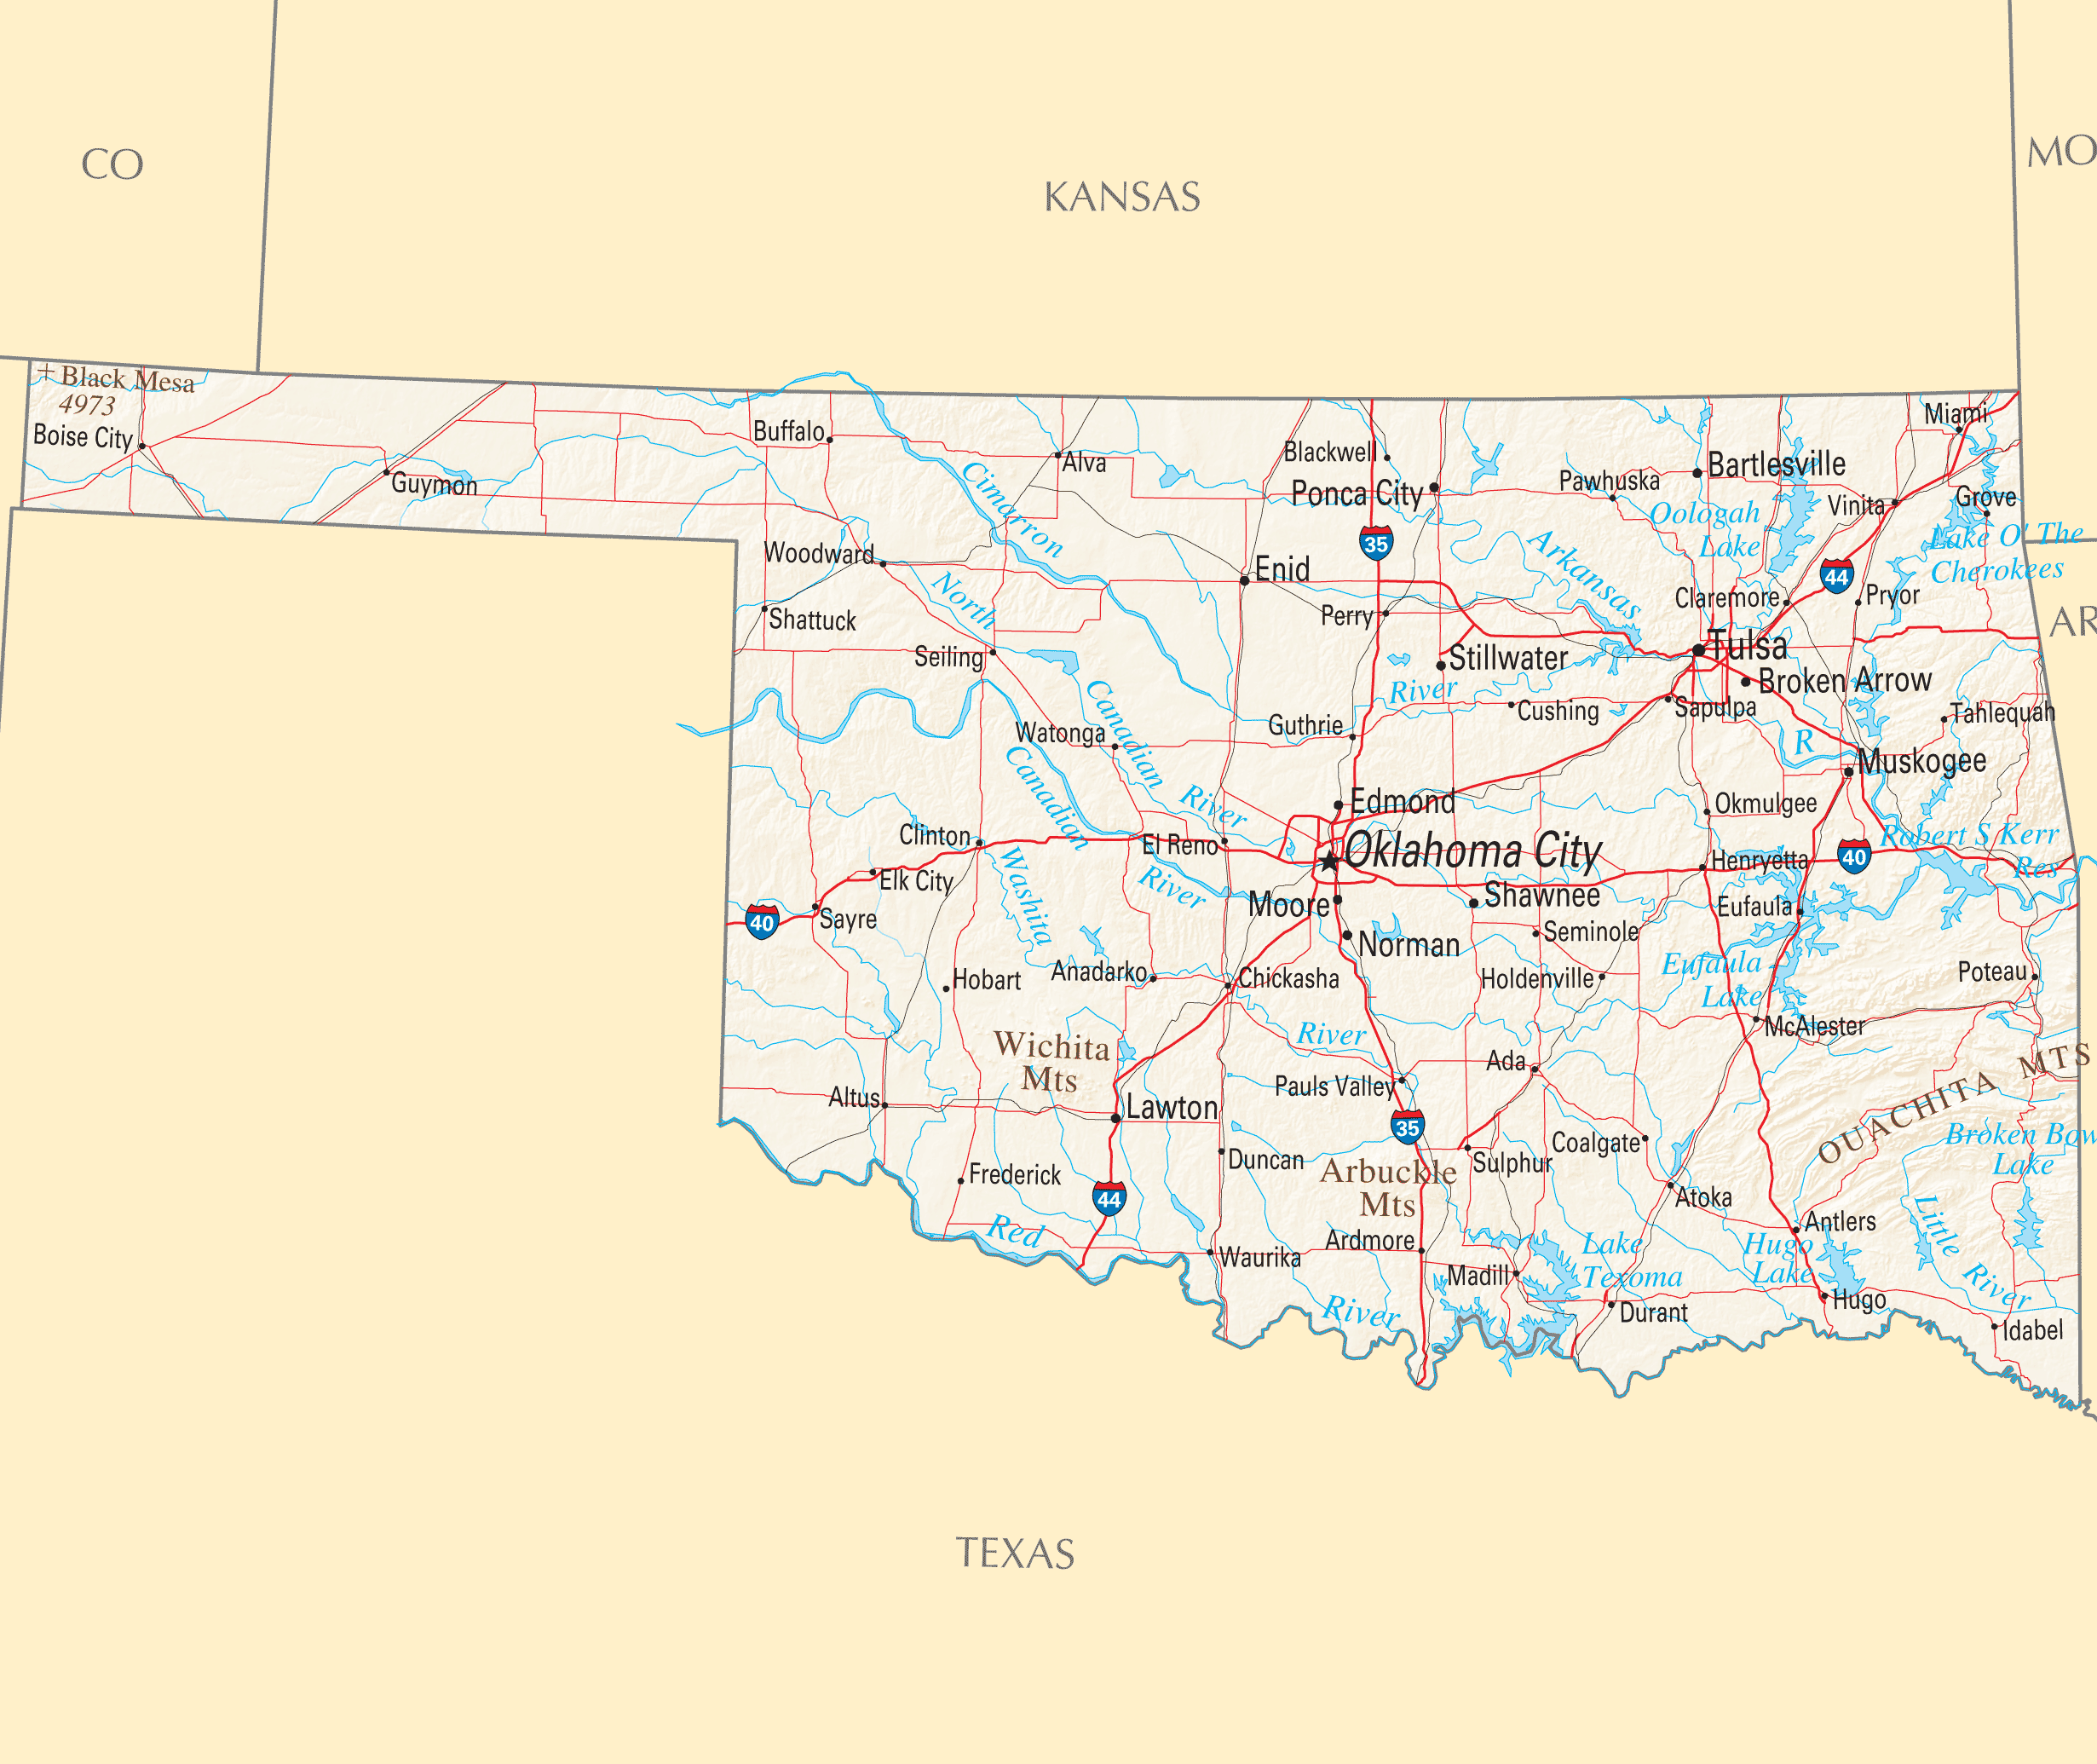 CO
KANSAS
MO
Black Mesa
4973
Boise City
Guymon
Buffalo
Alva
Blackwell
Ponca City
Pawhuska
Bartlesville
Miami
Vinita
Grove
Oologah
Lake
Lake O' The
Cherokees
Cimarron
35
Arkansas
44
Woodward
Enid
North
Claremore
Pryor
Perry
Shattuck
AR
Seiling
Stillwater
Tulsa
River
Broken Arrow
Canadian
Cushing
Sapulpa
Tahlequah
Watonga
Guthrie
R
Muskogee
Canadian
River
Edmond
Okmulgee
Clinton
El Reno
Oklahoma City
Henryetta
40
Robert S Kerr
Res
Elk City
Washita
River
Moore
Shawnee
Eufaula
40
Sayre
Norman
Seminole
Eufaula
Lake
Hobart
Anadarko
Chickasha
Holdenville
Poteau
McAlester
Wichita
Mts
River
Ada
OUACHITA MTS
Pauls Valley
Altus
Lawton
35
Coalgate
Broken Bow
Lake
Duncan
Arbuckle
Mts
Sulphur
Frederick
44
Atoka
Antlers
Little
River
Red
Ardmore
Waurika
Lake
Texoma
Hugo
Lake
Madill
River
Durant
Hugo
Idabel
TEXAS